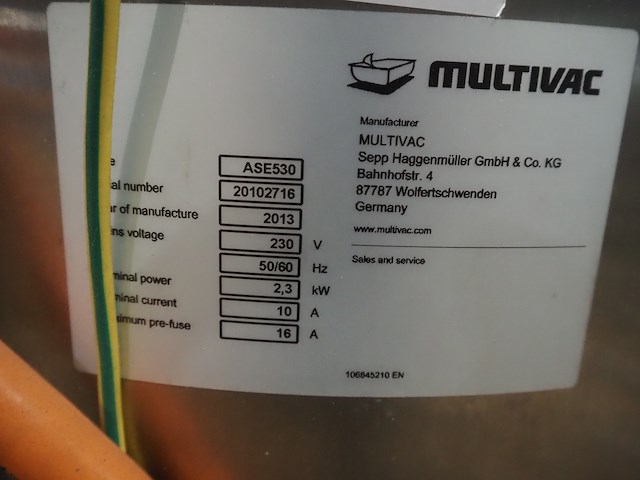 MULTIVAC
Manufacturer
MULTIVAC
Sepp Haggenmüller GmbH & Co. KG
Bahnhofstr. 4
87787 Wolfertschwenden
Germany
www.multivac.com
Sales and service
e ASE530
al number 20102716
ar of manufacture 2013
ns voltage 230 V
50/60 Hz
minal power 2,3 kW
minal current 10 A
ximum pre-fuse 16 A
106845210 EN